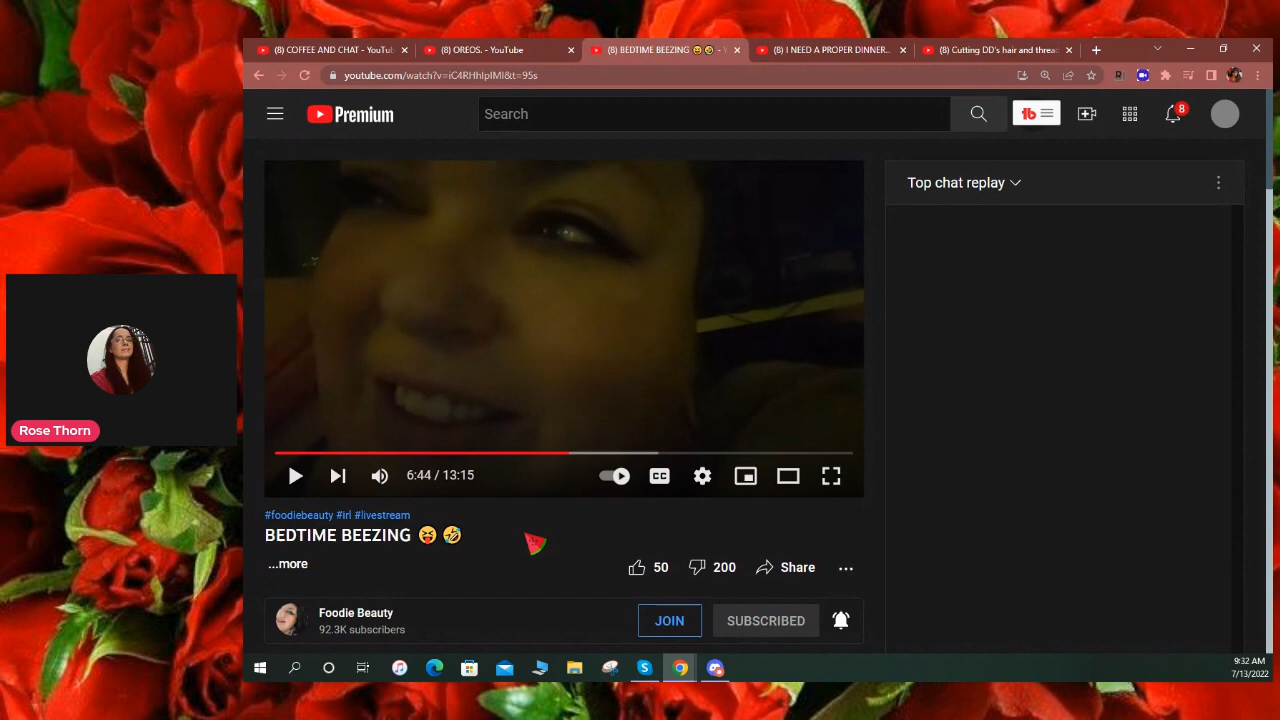 (8) COFFEE AND CHAT - YouTub
(8) OREOS. - YouTube
(8) BEDTIME BEEZING 😝 🤣 - Y
(8) I NEED A PROPER DINNER...
(8) Cutting DD's hair and thread
youtube.com/watch?v=iC4RHhIpIMI&t=95s
Premium
Search
8
Top chat replay
Rose Thorn
6:44 / 13:15
CC
#foodiebeauty #irl #livestream
BEDTIME BEEZING 😝 🤣
...more
50
200
Share
Foodie Beauty
92.3K subscribers
JOIN
SUBSCRIBED
9:32 AM
7/13/2022